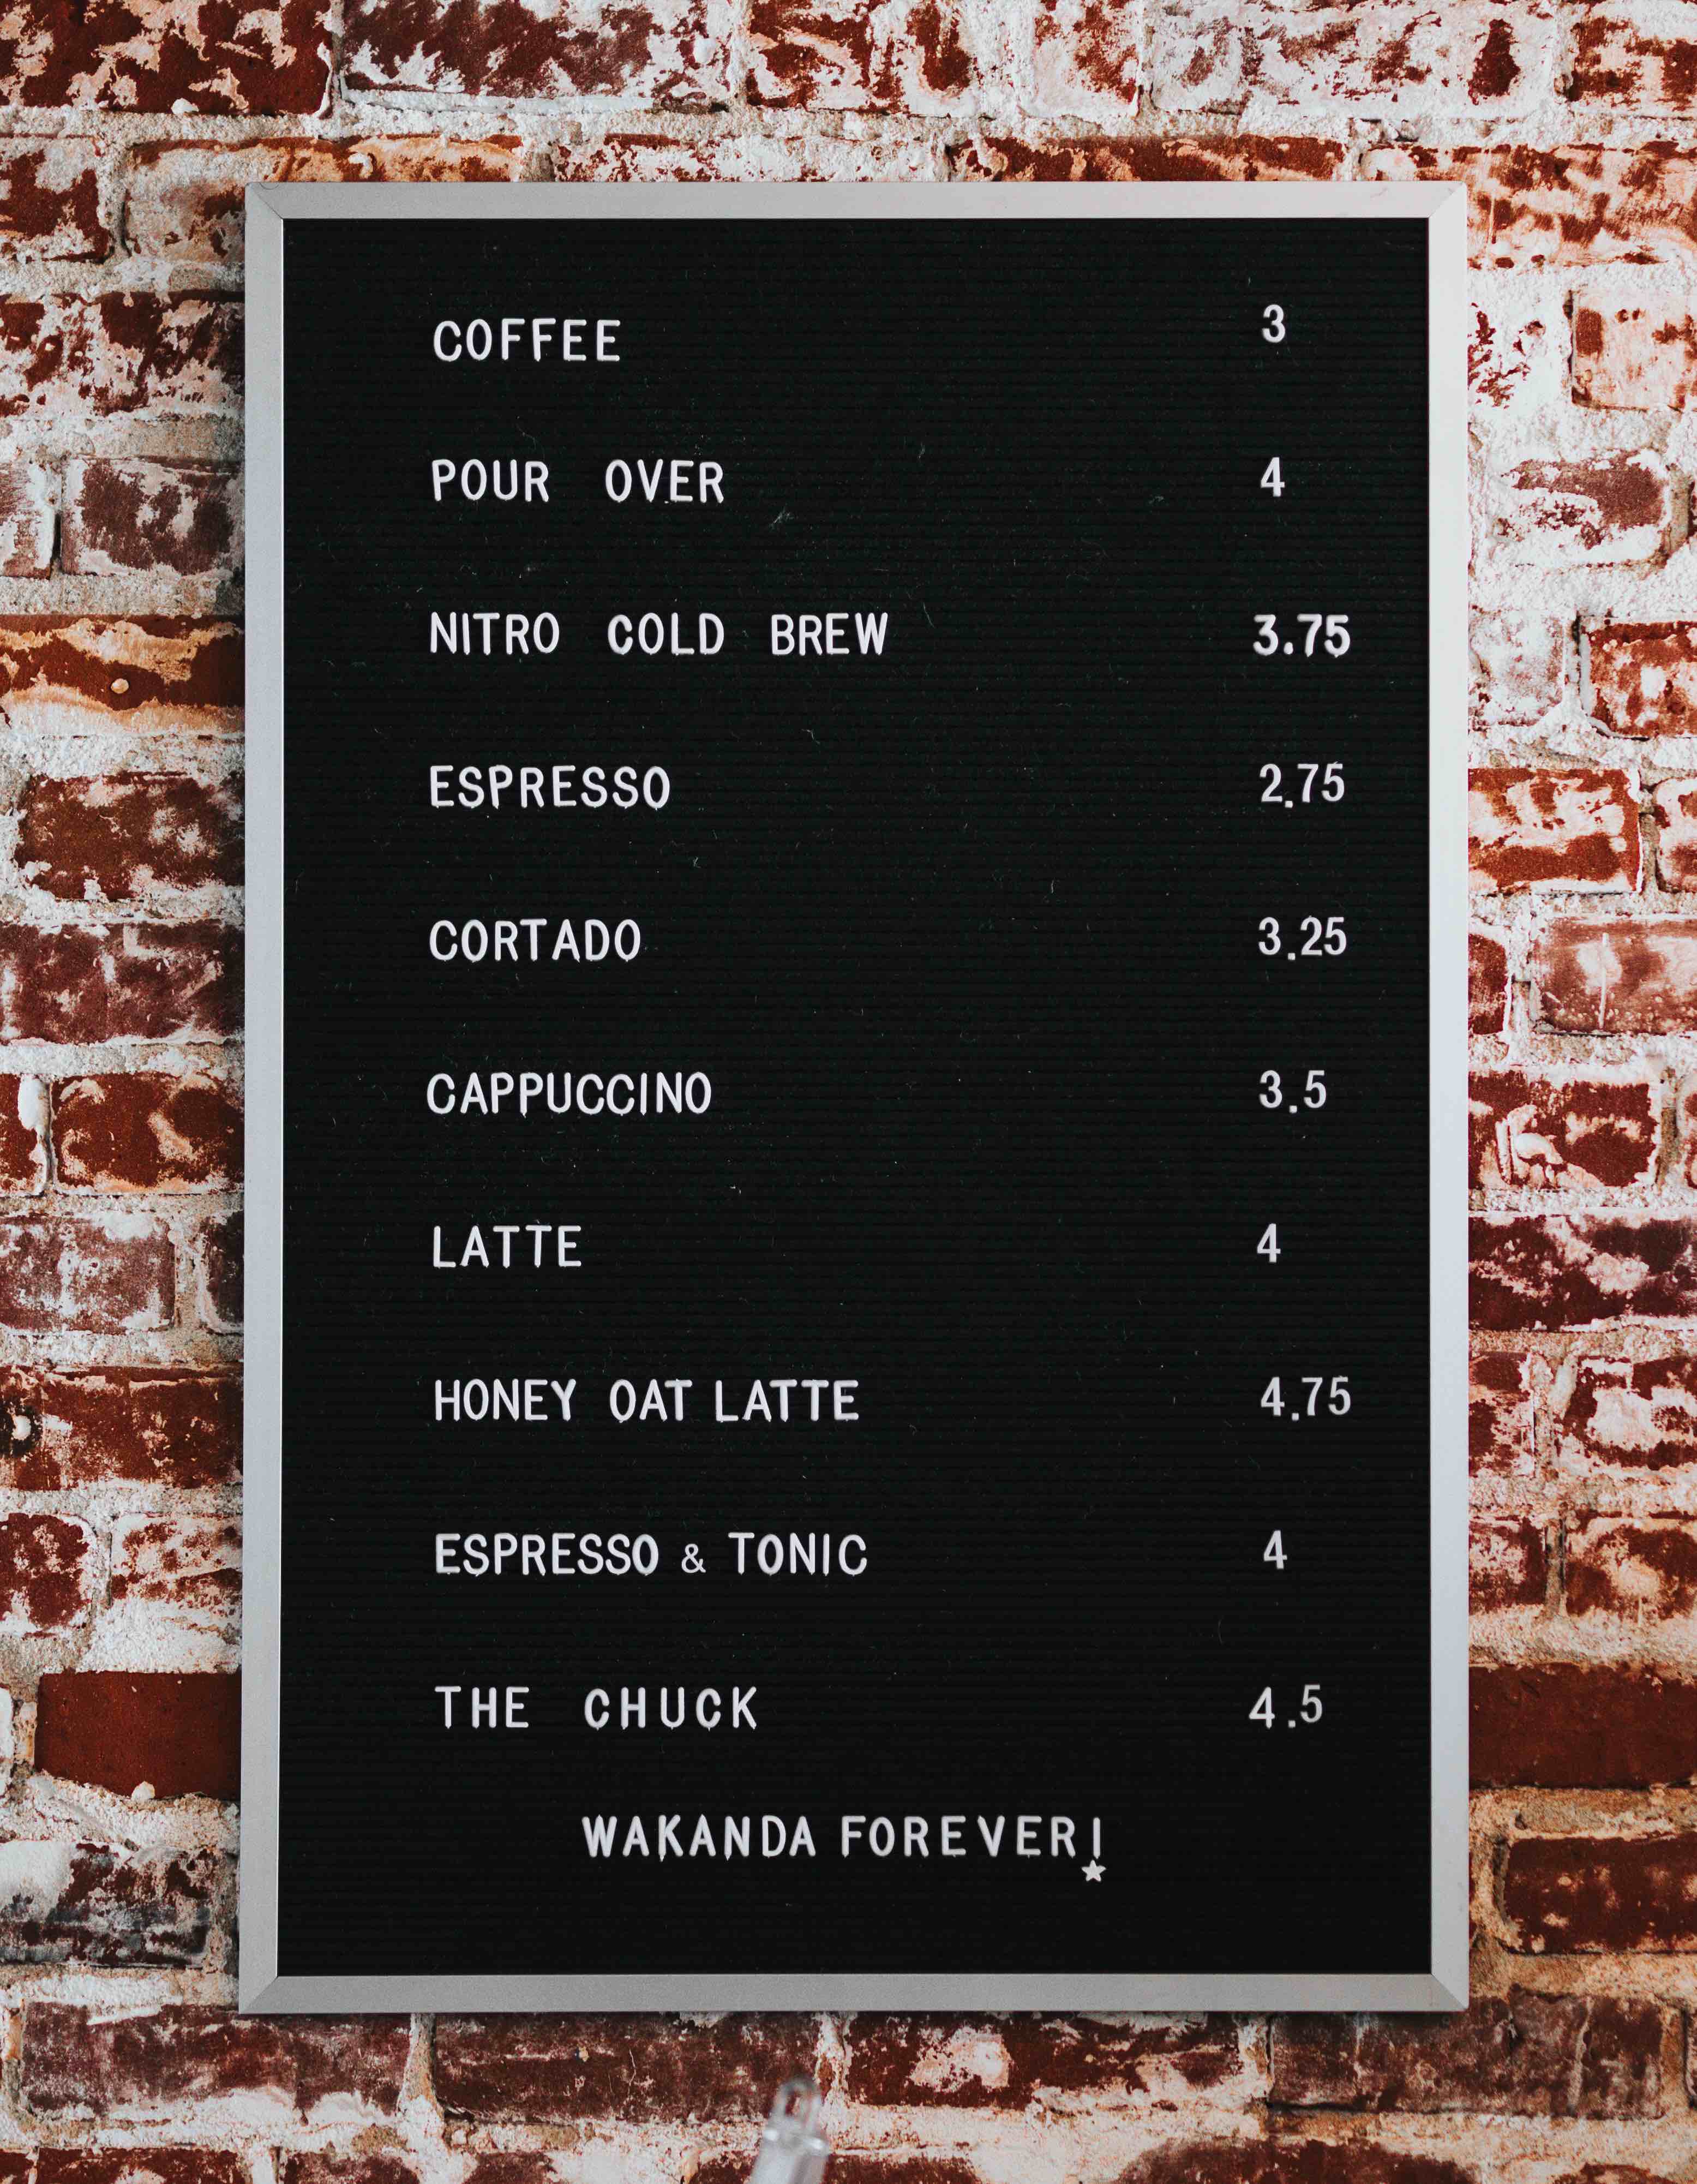 COFFEE 3
POUR OVER 4
NITRO COLD BREW 3.75
ESPRESSO 2.75
CORTADO 3.25
CAPPUCCINO 3.5
LATTE 4
HONEY OAT LATTE 4.75
ESPRESSO & TONIC 4
THE CHUCK 4.5
WAKANDA FOREVER!